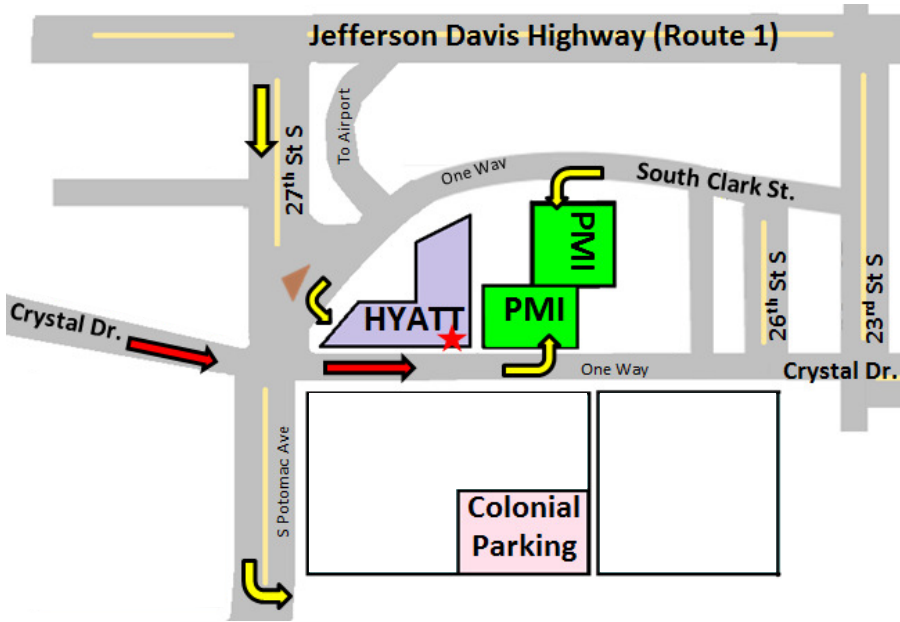 Jefferson Davis Highway (Route 1)
27th St S
To Airport
One Way
South Clark St.
PMI
26th St S
23rd St S
Crystal Dr.
HYATT
PMI
One Way
Crystal Dr.
S Potomac Ave
Colonial
Parking